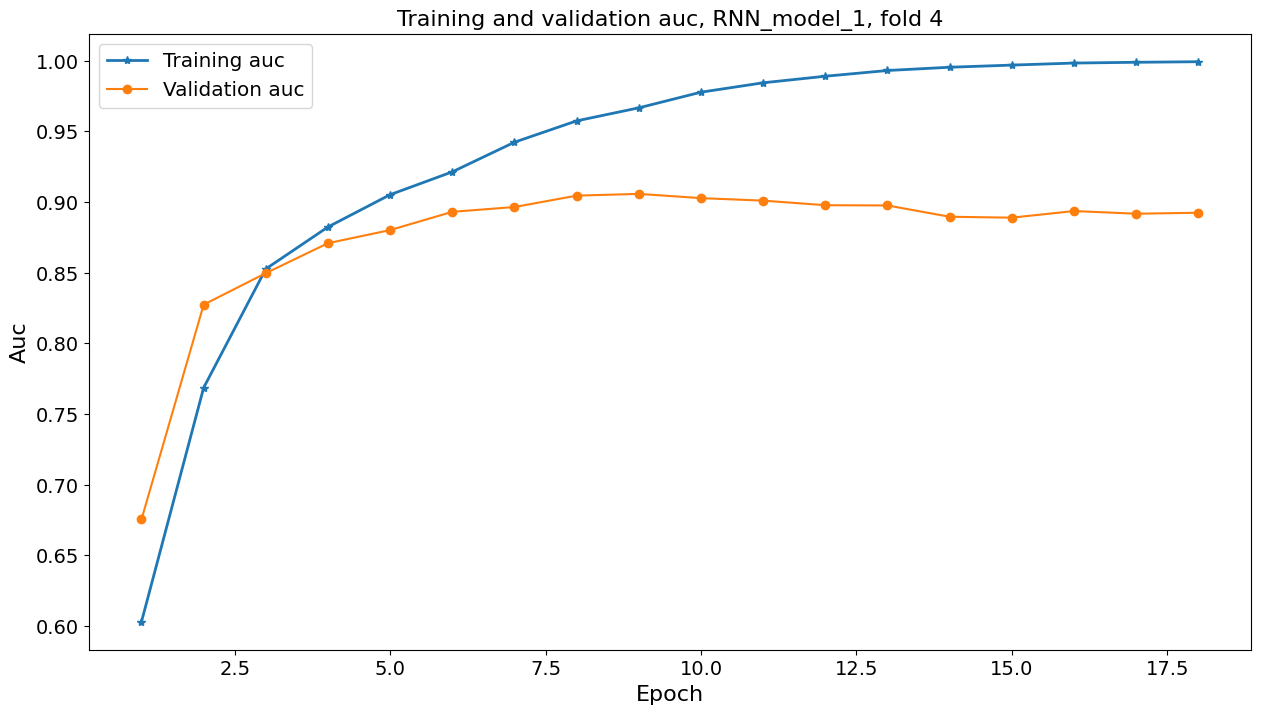 Training and validation auc, RNN_model_1, fold 4
Training auc
Validation auc
1.00
0.95
0.90
0.85
0.80
0.75
0.70
0.65
0.60
Auc
2.5 5.0 7.5 10.0 12.5 15.0 17.5
Epoch